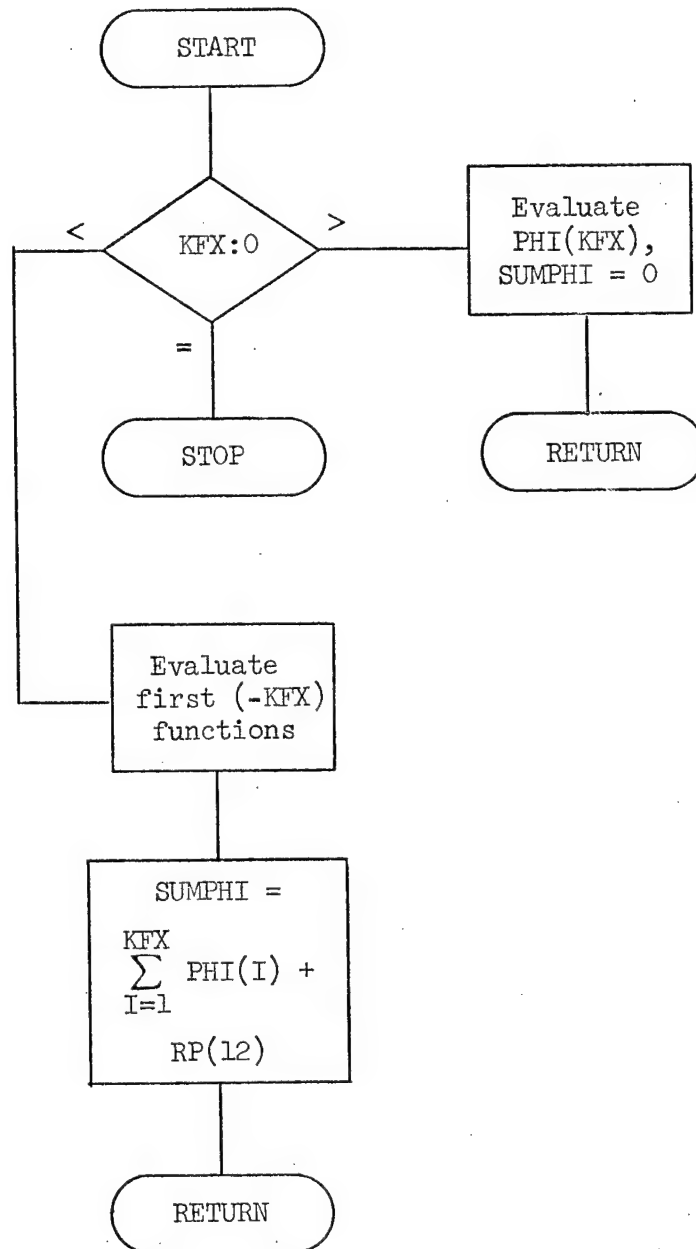 START
<
KFX:0
>
=
Evaluate
PHI(KFX),
SUMPHI = 0
STOP
RETURN
Evaluate
first (-KFX)
functions
SUMPHI =
KFX
∑ PHI(I) +
I=1
RP(12)
RETURN